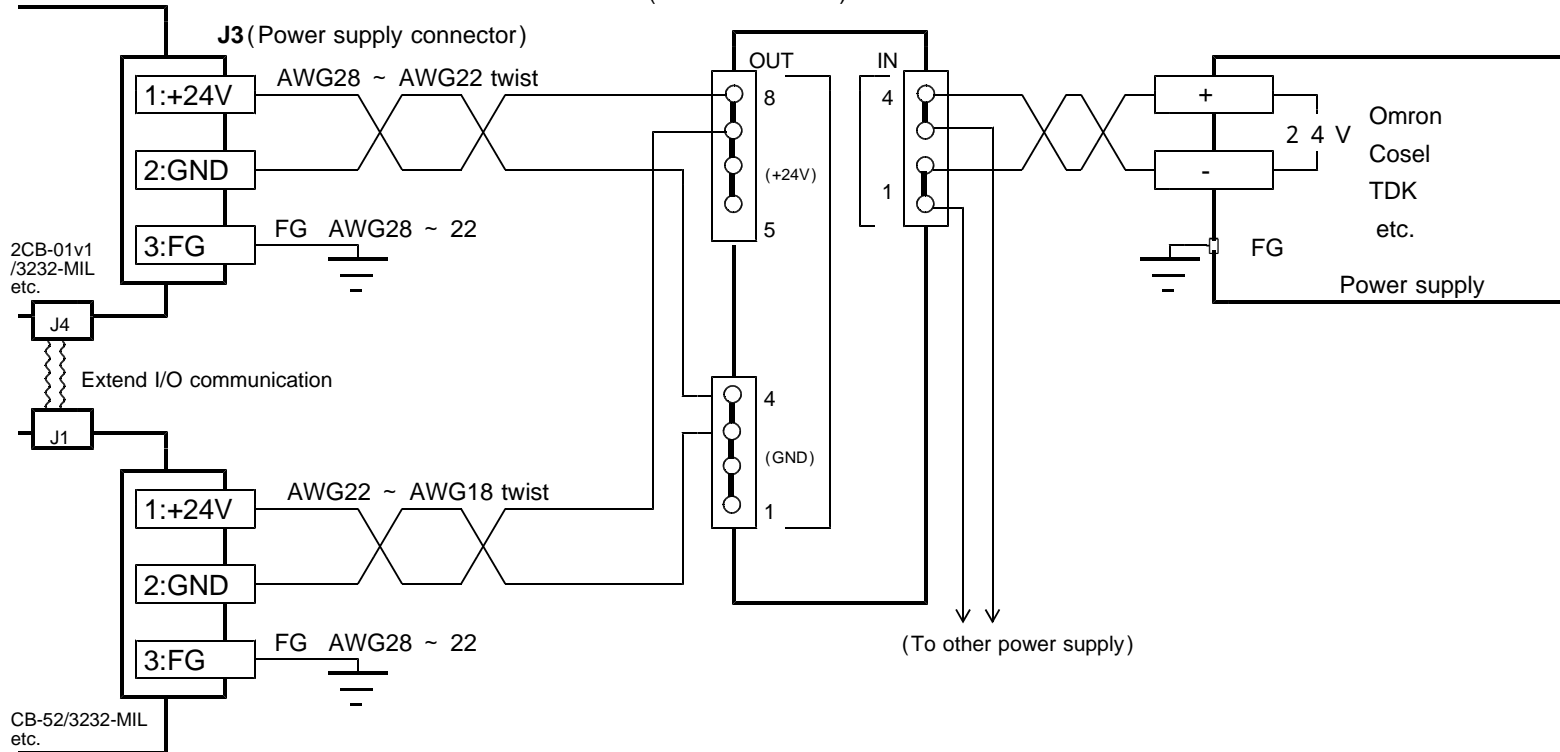 J3(Power supply connector)
AWG28 ~ AWG22 twist
1:+24V
2:GND
3:FG
FG AWG28 ~ 22
2CB-01v1
/3232-MIL
etc.
J4
Extend I/O communication
J1
AWG22 ~ AWG18 twist
1:+24V
2:GND
3:FG
FG AWG28 ~ 22
CB-52/3232-MIL
etc.
OUT
8
(+24V)
5
4
(GND)
1
IN
4
1
(To other power supply)
+
-
24V
FG
Omron
Cosel
TDK
etc.
Power supply